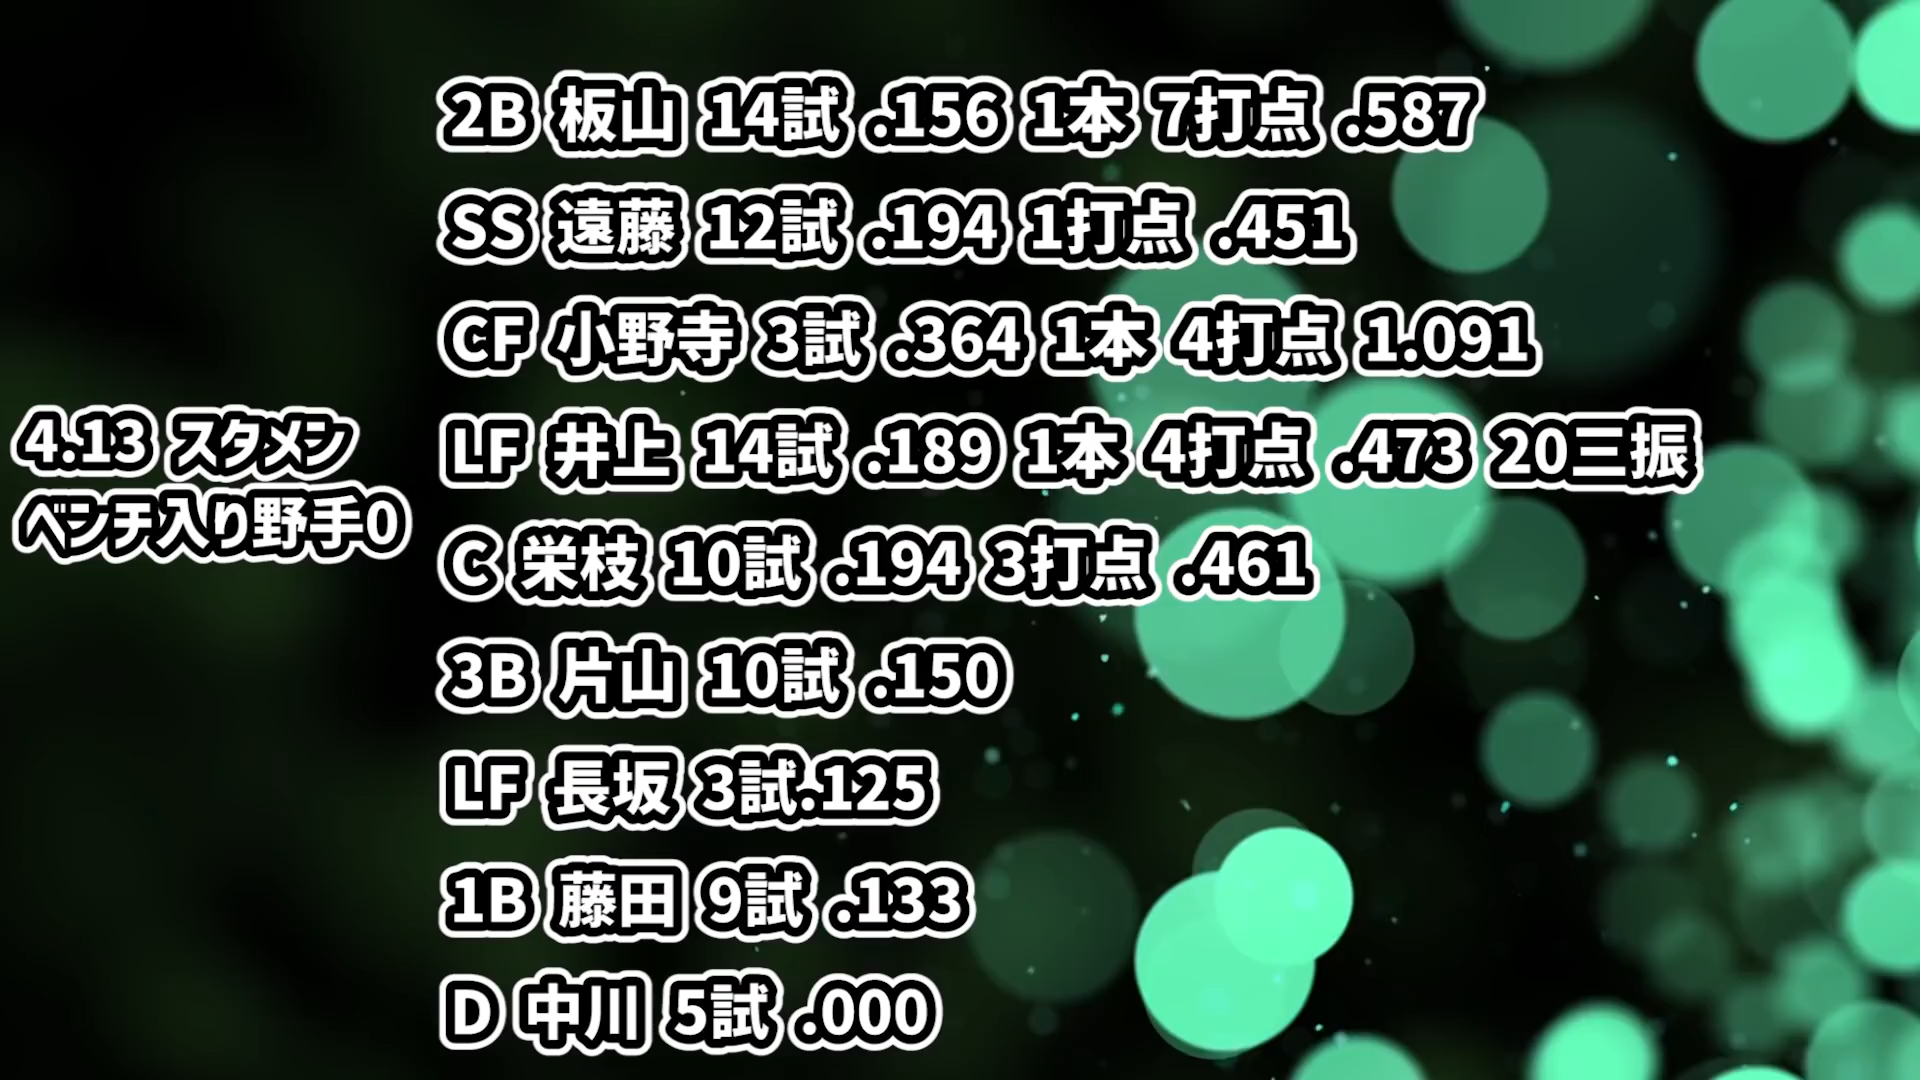 2B 板山 14試 .156 1本 7打点 .587
SS 遠藤 12試 .194 1打点 .451
CF 小野寺 3試 .364 1本 4打点 1.091
4.13 スタメン
ベンチ入り野手0
LF 井上 14試 .189 1本 4打点 .473 20三振
C 栄枝 10試 .194 3打点 .461
3B 片山 10試 .150
LF 長坂 3試.125
1B 藤田 9試 .133
D 中川 5試 .000